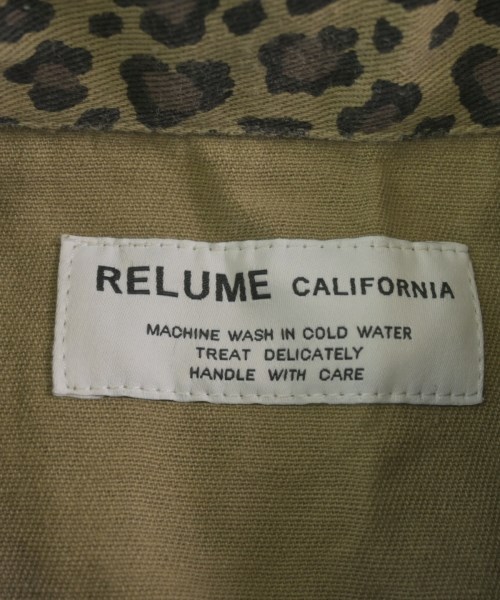 RELUME CALIFORNIA
MACHINE WASH IN COLD WATER
TREAT DELICATELY
HANDLE WITH CARE